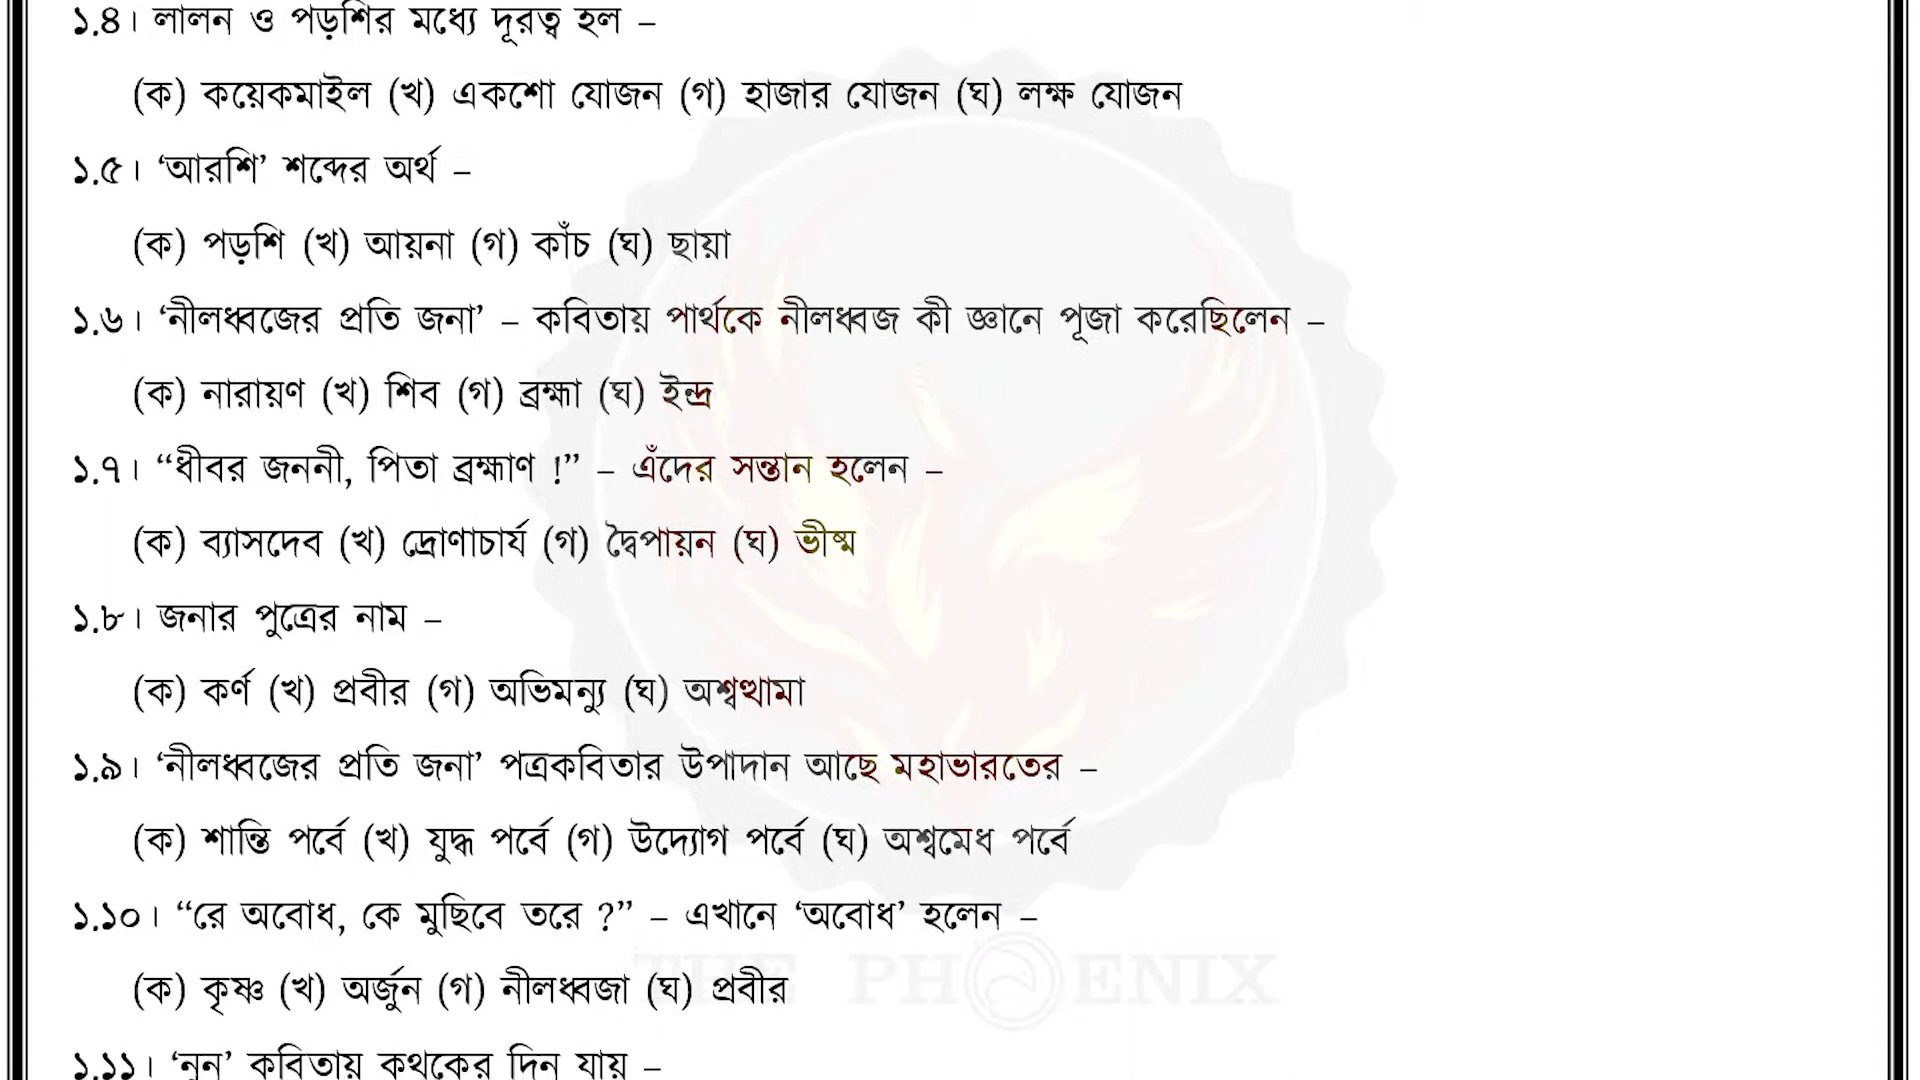 ১.৪। লালন ও পড়শির মধ্যে দূরত্ব হল –
(ক) কয়েকমাইল (খ) একশো যোজন (গ) হাজার যোজন (ঘ) লক্ষ যোজন
১.৫। ‘আরশি’ শব্দের অর্থ –
(ক) পড়শি (খ) আয়না (গ) কাঁচ (ঘ) ছায়া
১.৬। ‘নীলধ্বজের প্রতি জনা’ – কবিতায় পার্থকে নীলধ্বজ কী জ্ঞানে পূজা করেছিলেন –
(ক) নারায়ণ (খ) শিব (গ) ব্রহ্মা (ঘ) ইন্দ্র
১.৭। “ধীবর জননী, পিতা ব্রহ্মাণ !” – এঁদের সন্তান হলেন –
(ক) ব্যাসদেব (খ) দ্রোণাচার্য (গ) দ্বৈপায়ন (ঘ) ভীষ্ম
১.৮। জনার পুত্রের নাম –
(ক) কর্ণ (খ) প্রবীর (গ) অভিমন্যু (ঘ) অশ্বত্থামা
১.৯। ‘নীলধ্বজের প্রতি জনা’ পত্রকবিতার উপাদান আছে মহাভারতের –
(ক) শান্তি পর্বে (খ) যুদ্ধ পর্বে (গ) উদ্যোগ পর্বে (ঘ) অশ্বমেধ পর্বে
১.১০। “রে অবোধ, কে মুছিবে তরে ?” – এখানে ‘অবোধ’ হলেন –
THE PHOENIX
(ক) কৃষ্ণ (খ) অর্জুন (গ) নীলধ্বজা (ঘ) প্রবীর
১.১১। ‘নুন’ কবিতায় কথকের দিন যায় –